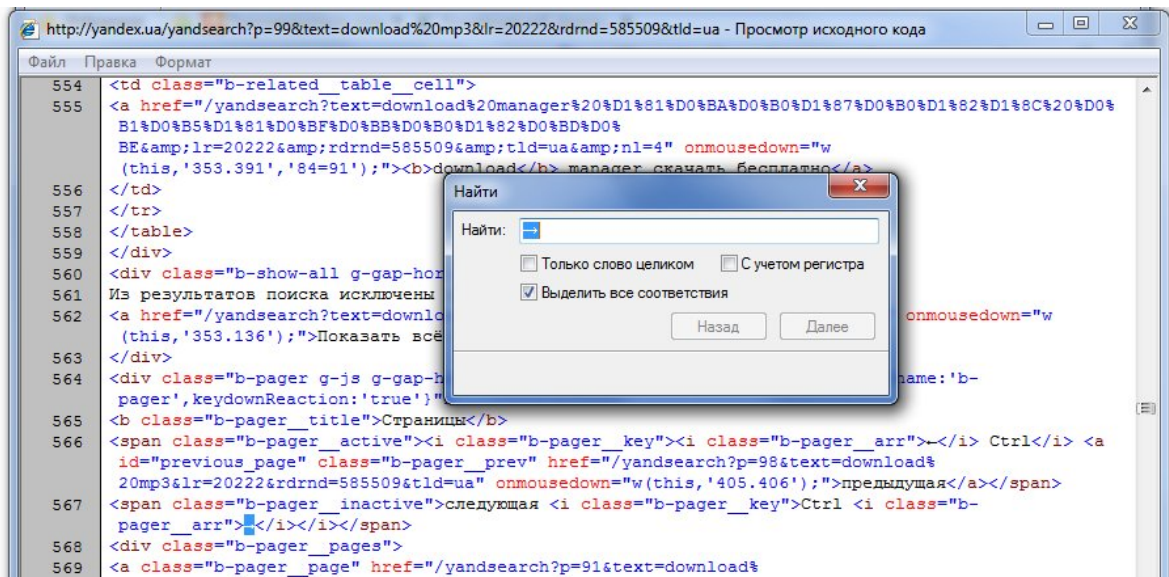 http://yandex.ua/yandsearch?p=99&text=download%20mp3&lr=20222&rdrnd=585509&tld=ua - Просмотр исходного кода
Файл Правка Формат
554 <td class="b-related__table_cell">
555 <a href="/yandsearch?text=download%20manager%20%D1%81%D0%BA%D0%B0%D1%87%D0%B0%D1%82%D1%8C%20%D0%
B1%D0%B5%D1%81%D0%BF%D0%BB%D0%B0%D1%82%D0%BD%D0%
BE&amp;lr=20222&amp;rdrnd=585509&amp;tld=ua&amp;nl=4" onmousedown="w
(this,'353.391','84=91');"><b>download</b> manager скачать бесплатно</a>
556 </td>
557 </tr>
558 </table>
559 </div>
560 <div class="b-show-all g-gap-hor
561 Из результатов поиска исключены
562 <a href="/yandsearch?text=downlo onmousedown="w
(this,'353.136');">Показать всё
563 </div>
564 <div class="b-pager g-js g-gap-h name:'b-
pager',keydownReaction:'true'}"
565 <b class="b-pager__title">Страницы</b>
566 <span class="b-pager__active"><i class="b-pager__key"><i class="b-pager__arr">←</i> Ctrl</i> <a
id="previous_page" class="b-pager__prev" href="/yandsearch?p=98&text=download%
20mp3&lr=20222&rdrnd=585509&tld=ua" onmousedown="w(this,'405.406');">предыдущая</a></span>
567 <span class="b-pager__inactive">следующая <i class="b-pager__key">Ctrl <i class="b-
pager__arr">→</i></i></span>
568 <div class="b-pager__pages">
569 <a class="b-pager__page" href="/yandsearch?p=91&text=download%
Найти
Найти: →
Только слово целиком С учетом регистра
Выделить все соответствия
Назад Далее